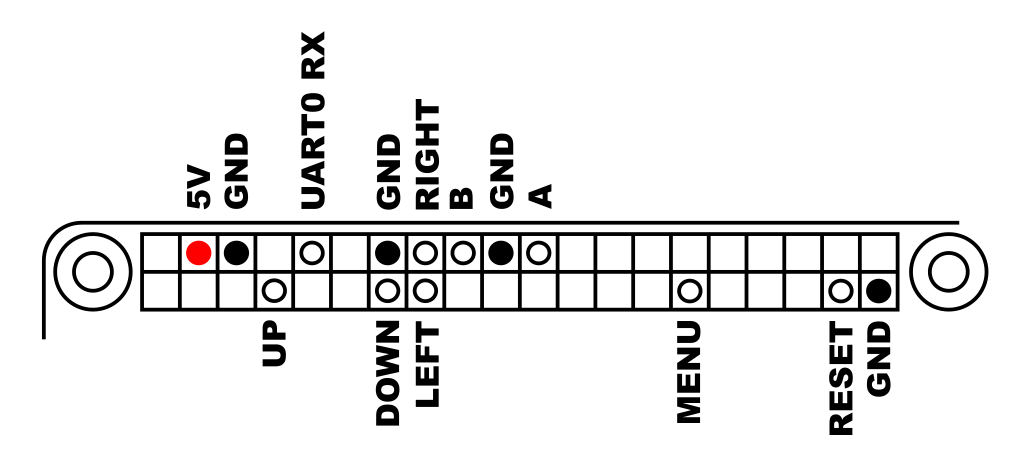 5V
GND
UART0 RX
GND
RIGHT
B
GND
A
UP
DOWN
LEFT
MENU
RESET
GND